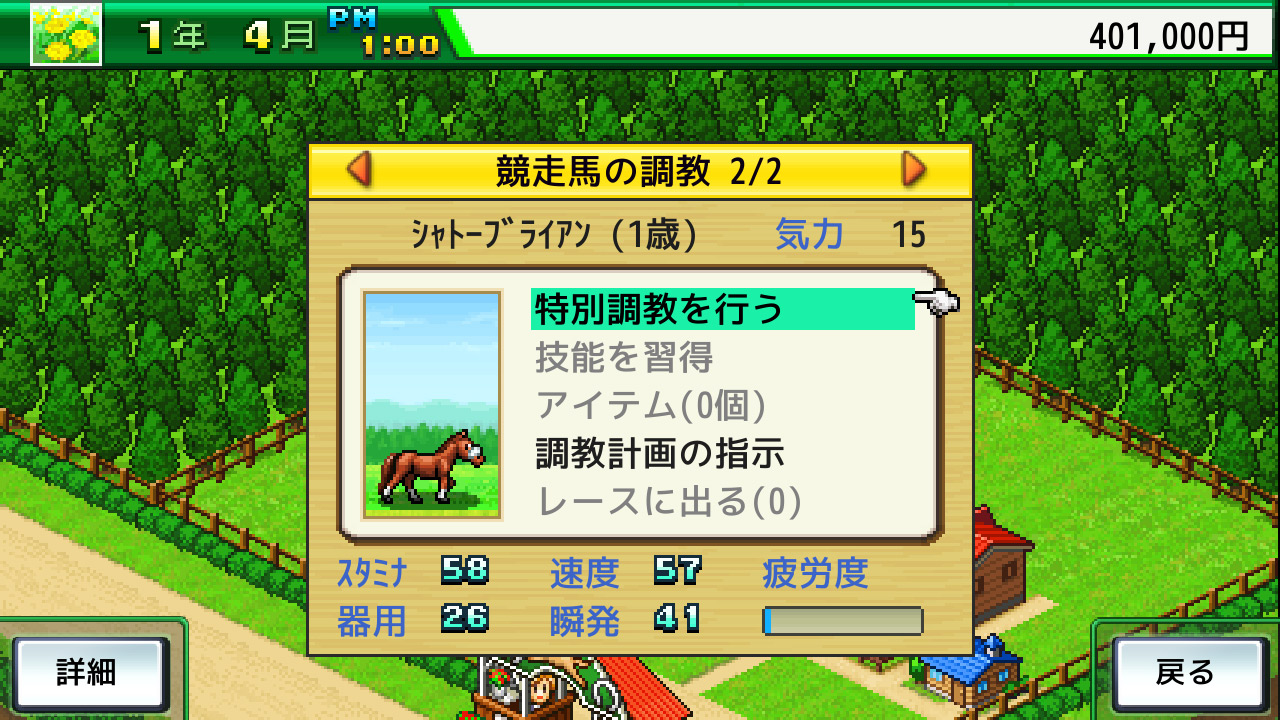 1年 4月 PM 1:00
401,000円
競走馬の調教 2/2
ｼｬﾄｰﾌﾞﾗｲｱﾝ (1歳) 気力 15
特別調教を行う
技能を習得
アイテム(0個)
調教計画の指示
レースに出る(0)
ｽﾀﾐﾅ 58 速度 57 疲労度
器用 26 瞬発 41
詳細
戻る